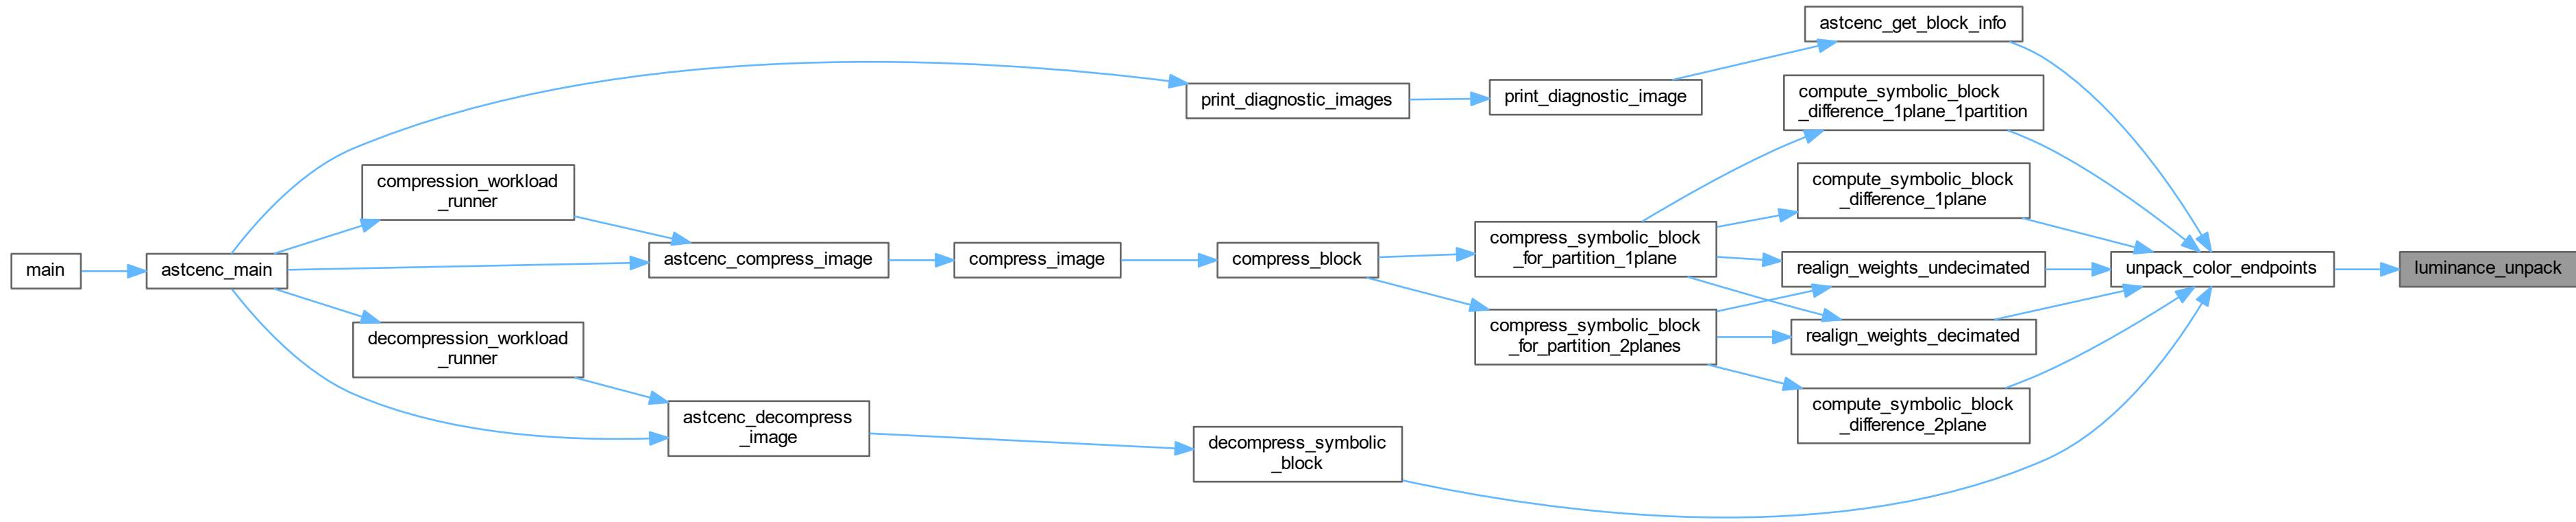 astcenc_get_block_info
print_diagnostic_images
print_diagnostic_image
compute_symbolic_block
_difference_1plane_1partition
compression_workload
_runner
compute_symbolic_block
_difference_1plane
main
astcenc_main
astcenc_compress_image
compress_image
compress_block
compress_symbolic_block
_for_partition_1plane
realign_weights_undecimated
unpack_color_endpoints
luminance_unpack
decompression_workload
_runner
compress_symbolic_block
_for_partition_2planes
realign_weights_decimated
astcenc_decompress
_image
decompress_symbolic
_block
compute_symbolic_block
_difference_2plane